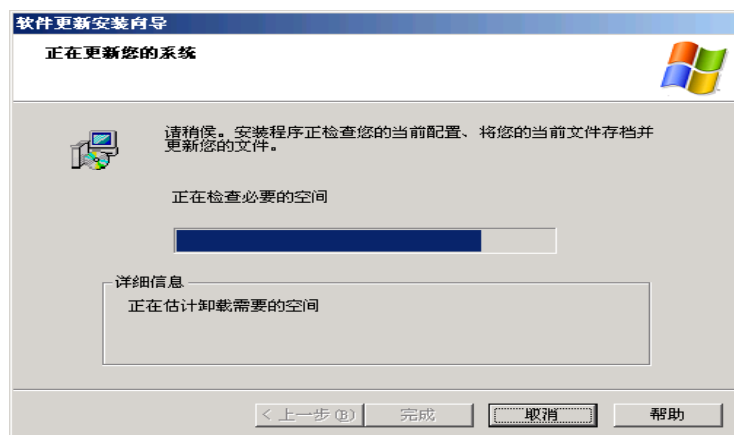 软件更新安装向导
正在更新您的系统
请稍侯。安装程序正检查您的当前配置、将您的当前文件存档并
更新您的文件。
正在检查必要的空间
详细信息
正在估计卸载需要的空间
< 上一步(B) 完成 取消 帮助